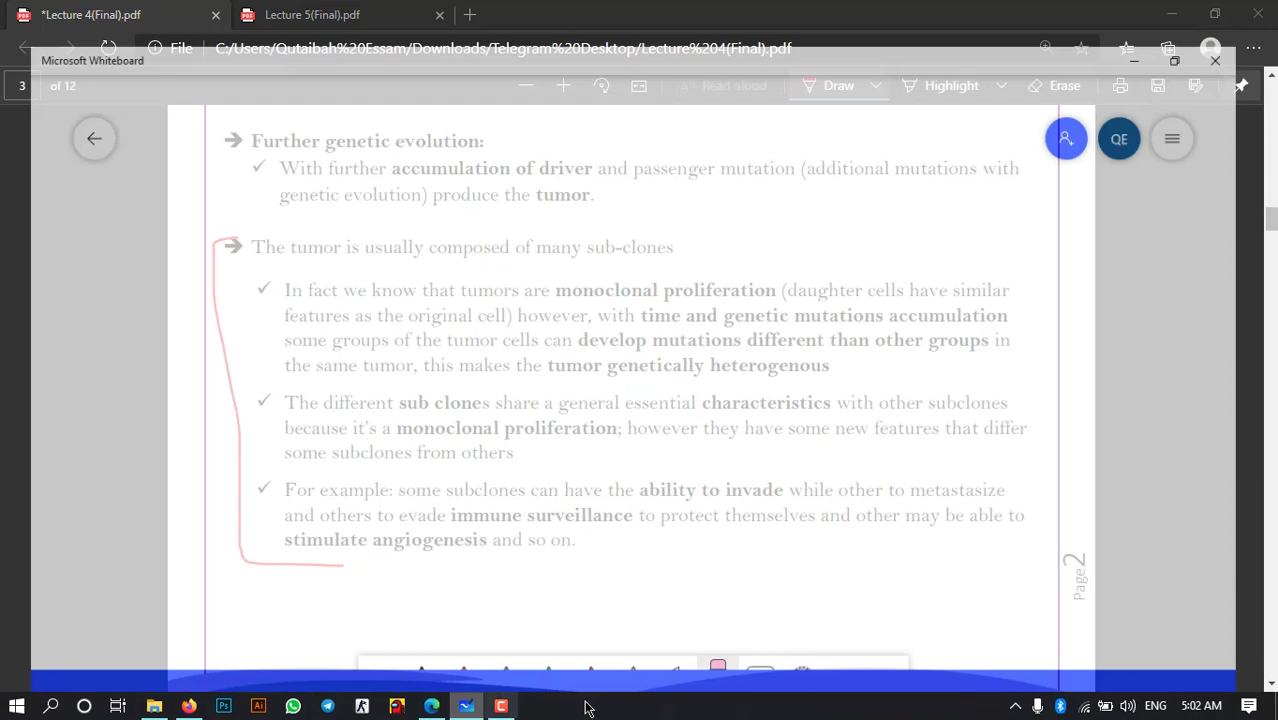 *Lecture 4(Final).pdf
Lecture 5(Final).pdf
File C:/Users/Qutaibah%20Essam/Downloads/Telegram%20Desktop/Lecture%204(Final).pdf
Microsoft Whiteboard
3 of 12 Read aloud Draw Highlight Erase
QE
Further genetic evolution:
With further accumulation of driver and passenger mutation (additional mutations with
genetic evolution) produce the tumor.
The tumor is usually composed of many sub-clones
In fact we know that tumors are monoclonal proliferation (daughter cells have similar
features as the original cell) however, with time and genetic mutations accumulation
some groups of the tumor cells can develop mutations different than other groups in
the same tumor, this makes the tumor genetically heterogenous
The different sub clones share a general essential characteristics with other subclones
because it's a monoclonal proliferation; however they have some new features that differ
some subclones from others
For example: some subclones can have the ability to invade while other to metastasize
and others to evade immune surveillance to protect themselves and other may be able to
stimulate angiogenesis and so on.
Page2
Ps
Ai
5:02 AM